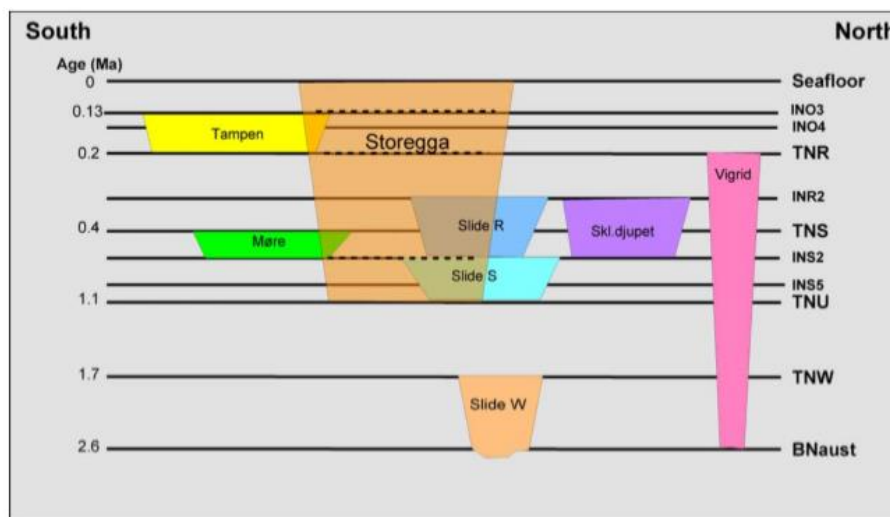 South North
Age (Ma)
0 Seafloor
0.13 INO3
INO4
Tampen
Storegga
0.2 TNR
Vigrid
INR2
Slide R
Skl.djupet
0.4 TNS
Møre
INS2
Slide S
INS5
1.1 TNU
1.7 TNW
Slide W
2.6 BNaust